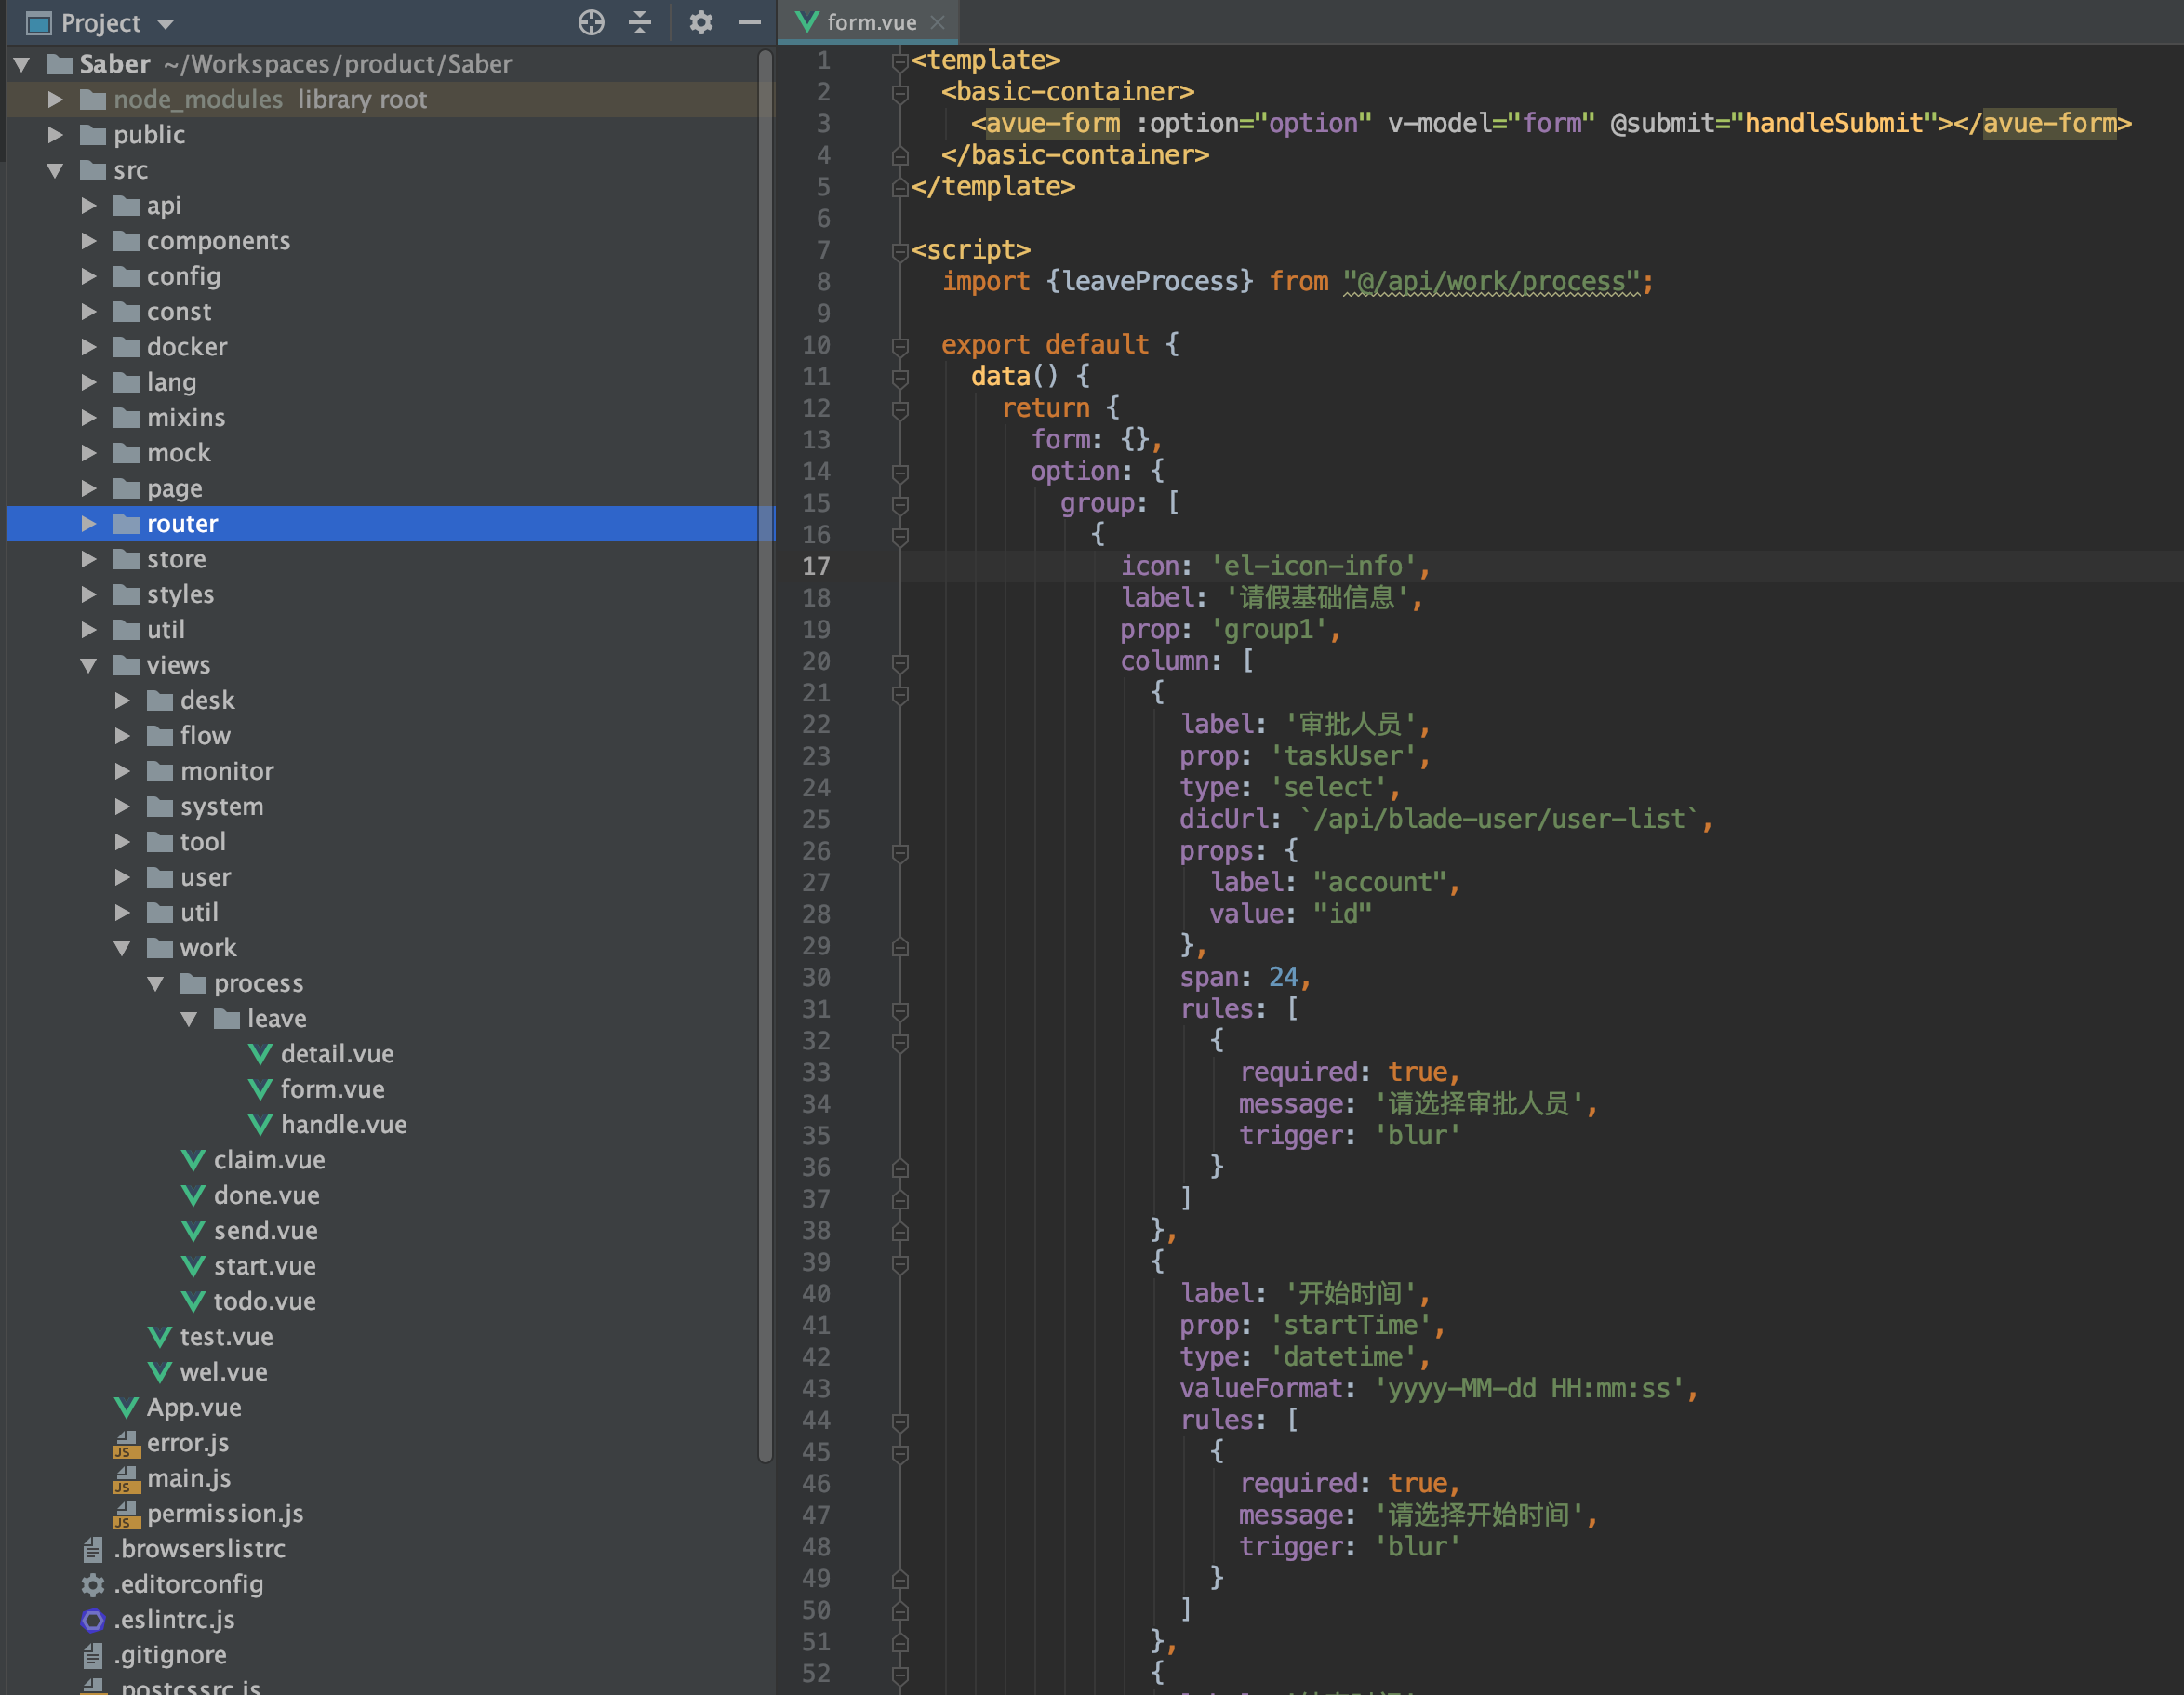 Project
Saber ~/Workspaces/product/Saber
node_modules library root
public
src
api
components
config
const
docker
lang
mixins
mock
page
router
store
styles
util
views
desk
flow
monitor
system
tool
user
util
work
process
leave
detail.vue
form.vue
handle.vue
claim.vue
done.vue
send.vue
start.vue
todo.vue
test.vue
wel.vue
App.vue
error.js
main.js
permission.js
.browserslistrc
.editorconfig
.eslintrc.js
.gitignore
.postcssrc.js
form.vue
1 <template>
2 <basic-container>
3 <avue-form :option="option" v-model="form" @submit="handleSubmit"></avue-form>
4 </basic-container>
5 </template>
6
7 <script>
8 import {leaveProcess} from "@/api/work/process";
9
10 export default {
11 data() {
12 return {
13 form: {},
14 option: {
15 group: [
16 {
17 icon: 'el-icon-info',
18 label: '请假基础信息',
19 prop: 'group1',
20 column: [
21 {
22 label: '审批人员',
23 prop: 'taskUser',
24 type: 'select',
25 dicUrl: `/api/blade-user/user-list`,
26 props: {
27 label: "account",
28 value: "id"
29 },
30 span: 24,
31 rules: [
32 {
33 required: true,
34 message: '请选择审批人员',
35 trigger: 'blur'
36 }
37 ]
38 },
39 {
40 label: '开始时间',
41 prop: 'startTime',
42 type: 'datetime',
43 valueFormat: 'yyyy-MM-dd HH:mm:ss',
44 rules: [
45 {
46 required: true,
47 message: '请选择开始时间',
48 trigger: 'blur'
49 }
50 ]
51 },
52 {